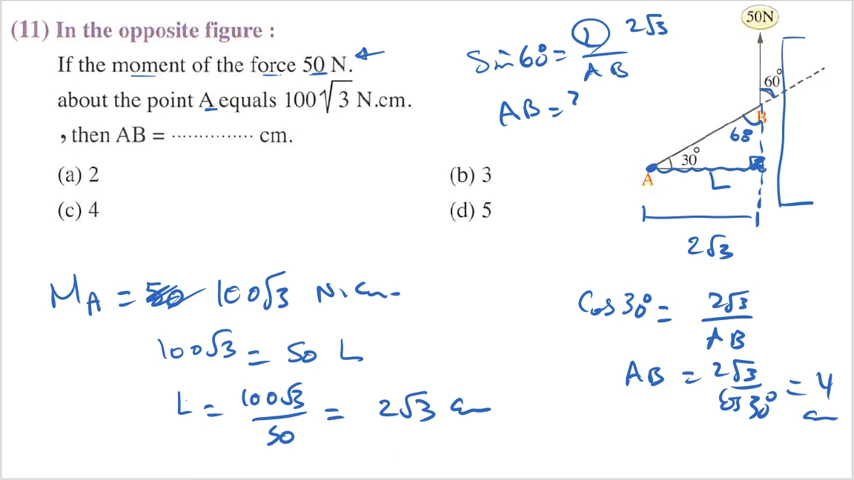 (11) In the opposite figure :
If the moment of the force 50 N.
about the point A equals 100√3 N.cm.
, then AB = ·············· cm.
(a) 2
(b) 3
(c) 4
(d) 5
Sin 60° = L / AB
2√3
AB = ?
50N
60°
B
60
30°
A
L
2√3
M_A = 100√3 N.cm
100√3 = 50 L
L = 100√3 / 50 = 2√3 cm
Cos 30° = 2√3 / AB
AB = 2√3 / Cos 30° = 4 cm